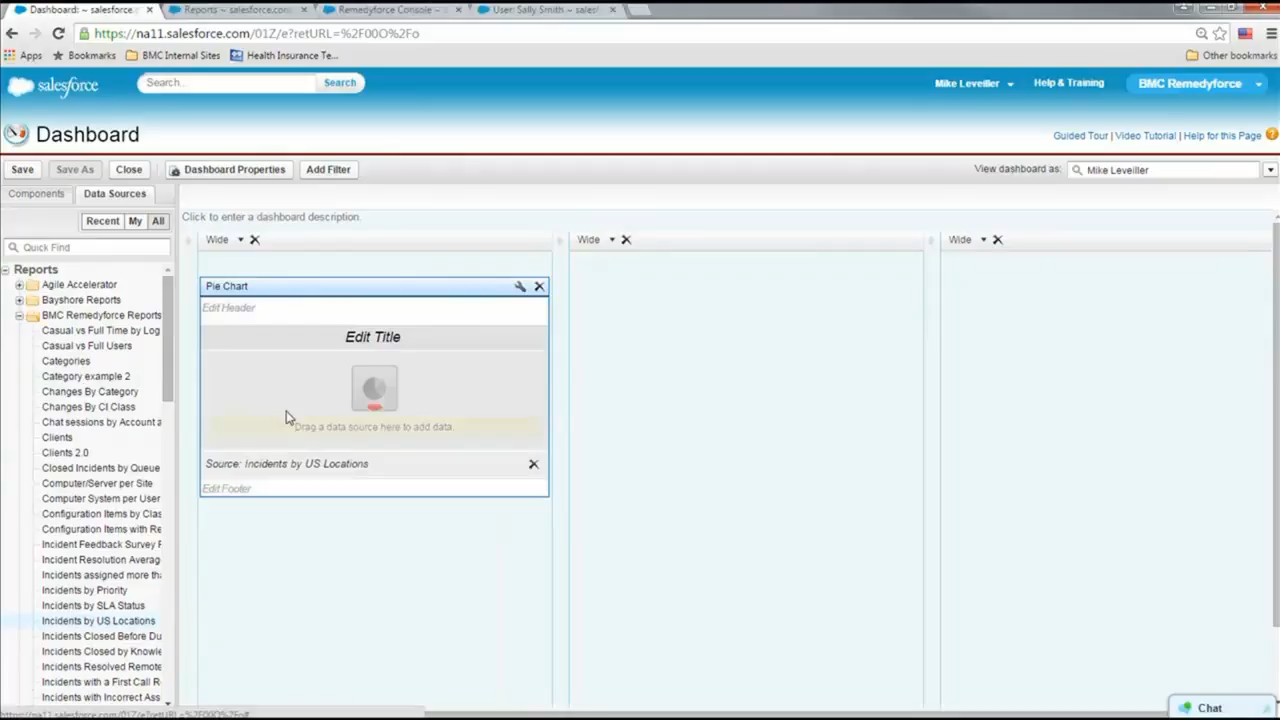 Dashboard: ~ salesforce.
Reports ~ salesforce.con
Remedyforce Console ~
User: Sally Smith ~ sales
https://na11.salesforce.com/01Z/e?retURL=%2F00O%2Fo
Apps
Bookmarks
BMC Internal Sites
Health Insurance Te...
Other bookmarks
salesforce
Search...
Search
Mike Leveiller
Help & Training
BMC Remedyforce
Dashboard
Guided Tour | Video Tutorial | Help for this Page
Save
Save As
Close
Dashboard Properties
Add Filter
View dashboard as:
Mike Leveiller
Components
Data Sources
Recent
My
All
Click to enter a dashboard description.
Quick Find
Wide
Wide
Wide
Reports
Agile Accelerator
Bayshore Reports
BMC Remedyforce Reports
Casual vs Full Time by Log
Casual vs Full Users
Categories
Category example 2
Changes By Category
Changes By CI Class
Chat sessions by Account a
Clients
Clients 2.0
Closed Incidents by Queue
Computer/Server per Site
Computer System per User
Configuration Items by Clas
Configuration Items with Re
Incident Feedback Survey F
Incident Resolution Averag
Incidents assigned more tha
Incidents by Priority
Incidents by SLA Status
Incidents by US Locations
Incidents Closed Before Du
Incidents Closed by Knowle
Incidents Resolved Remote
Incidents with a First Call R
Incidents with Incorrect Ass
Pie Chart
Edit Header
Edit Title
Drag a data source here to add data.
Source: Incidents by US Locations
Edit Footer
https://na11.salesforce.com/01Z/e?retURL=%2F00O%2Fo#
Chat